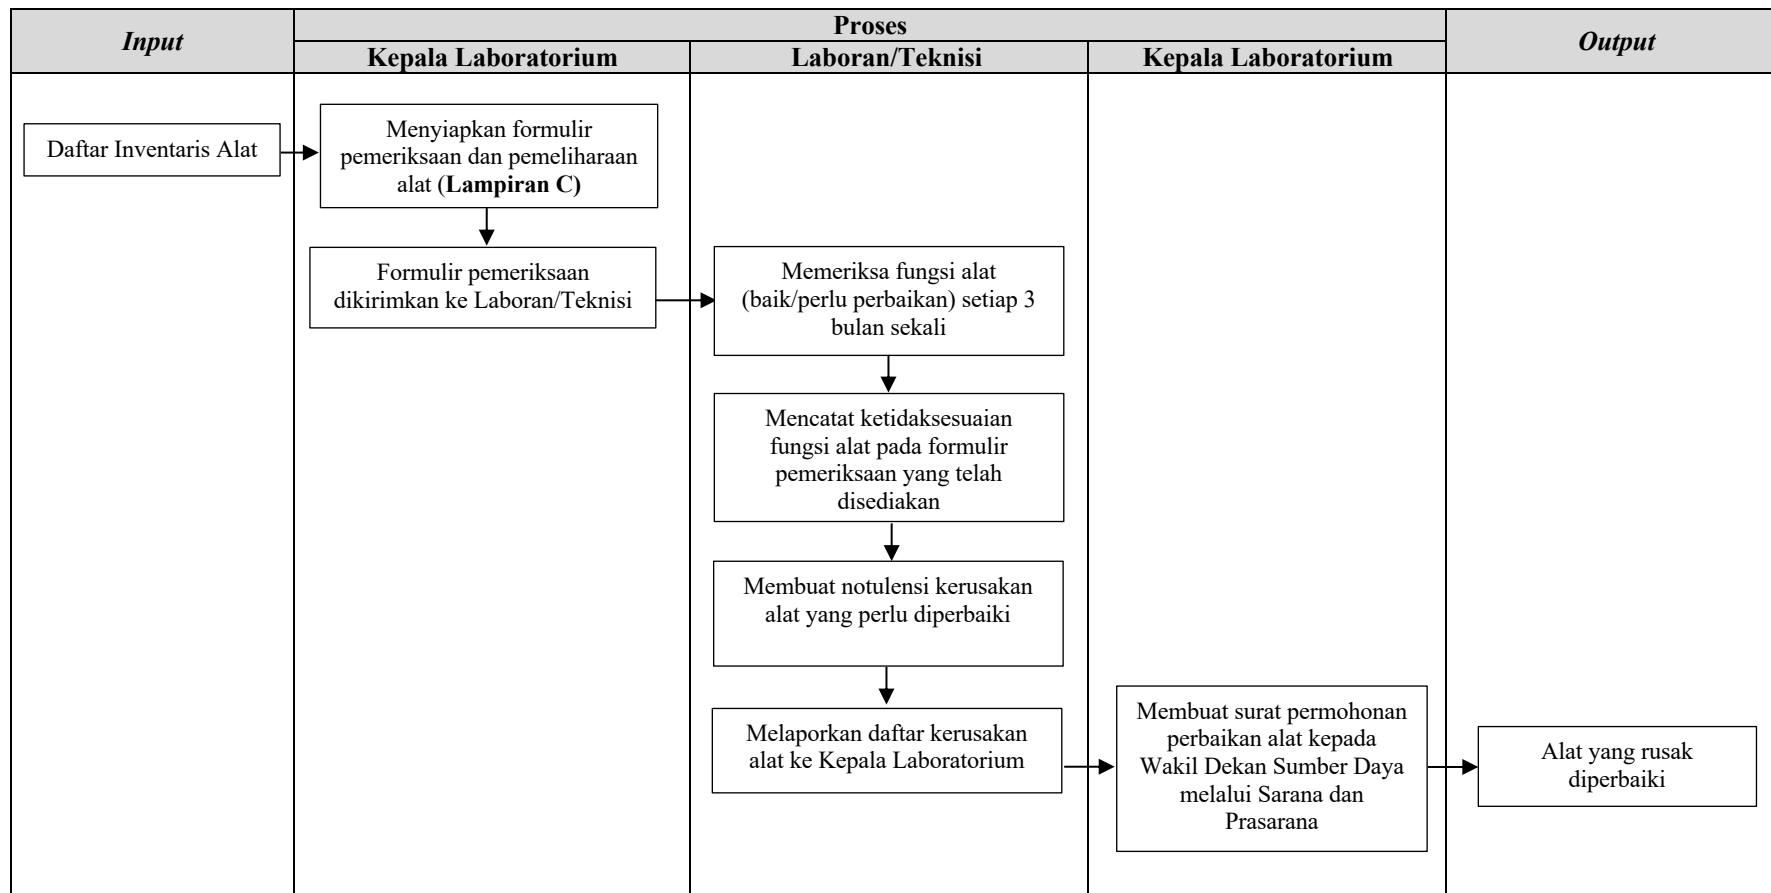 Input
Proses
Output
Kepala Laboratorium
Laboran/Teknisi
Kepala Laboratorium
Daftar Inventaris Alat
Menyiapkan formulir
pemeriksaan dan pemeliharaan
alat (Lampiran C)
Formulir pemeriksaan
dikirimkan ke Laboran/Teknisi
Memeriksa fungsi alat
(baik/perlu perbaikan) setiap 3
bulan sekali
Mencatat ketidaksesuaian
fungsi alat pada formulir
pemeriksaan yang telah
disediakan
Membuat notulensi kerusakan
alat yang perlu diperbaiki
Melaporkan daftar kerusakan
alat ke Kepala Laboratorium
Membuat surat permohonan
perbaikan alat kepada
Wakil Dekan Sumber Daya
melalui Sarana dan
Prasarana
Alat yang rusak
diperbaiki